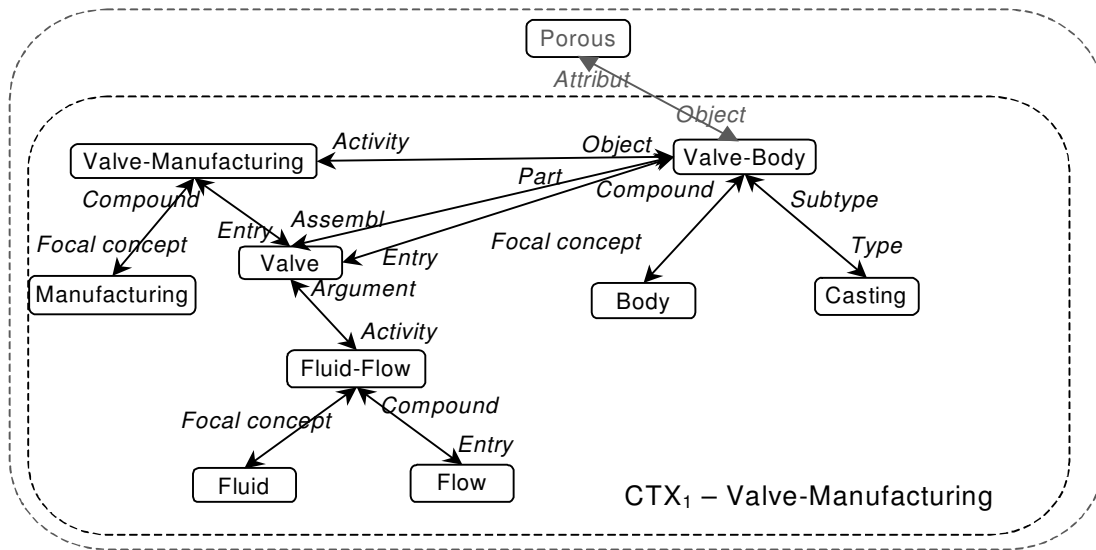 Porous
Attribut
Object
Activity
Object
Valve-Manufacturing
Valve-Body
Compound
Part
Compound
Subtype
Assembl
Entry
Focal concept
Focal concept
Entry
Type
Valve
Argument
Manufacturing
Body
Casting
Activity
Fluid-Flow
Focal concept
Compound
Entry
Fluid
Flow
CTX₁ – Valve-Manufacturing